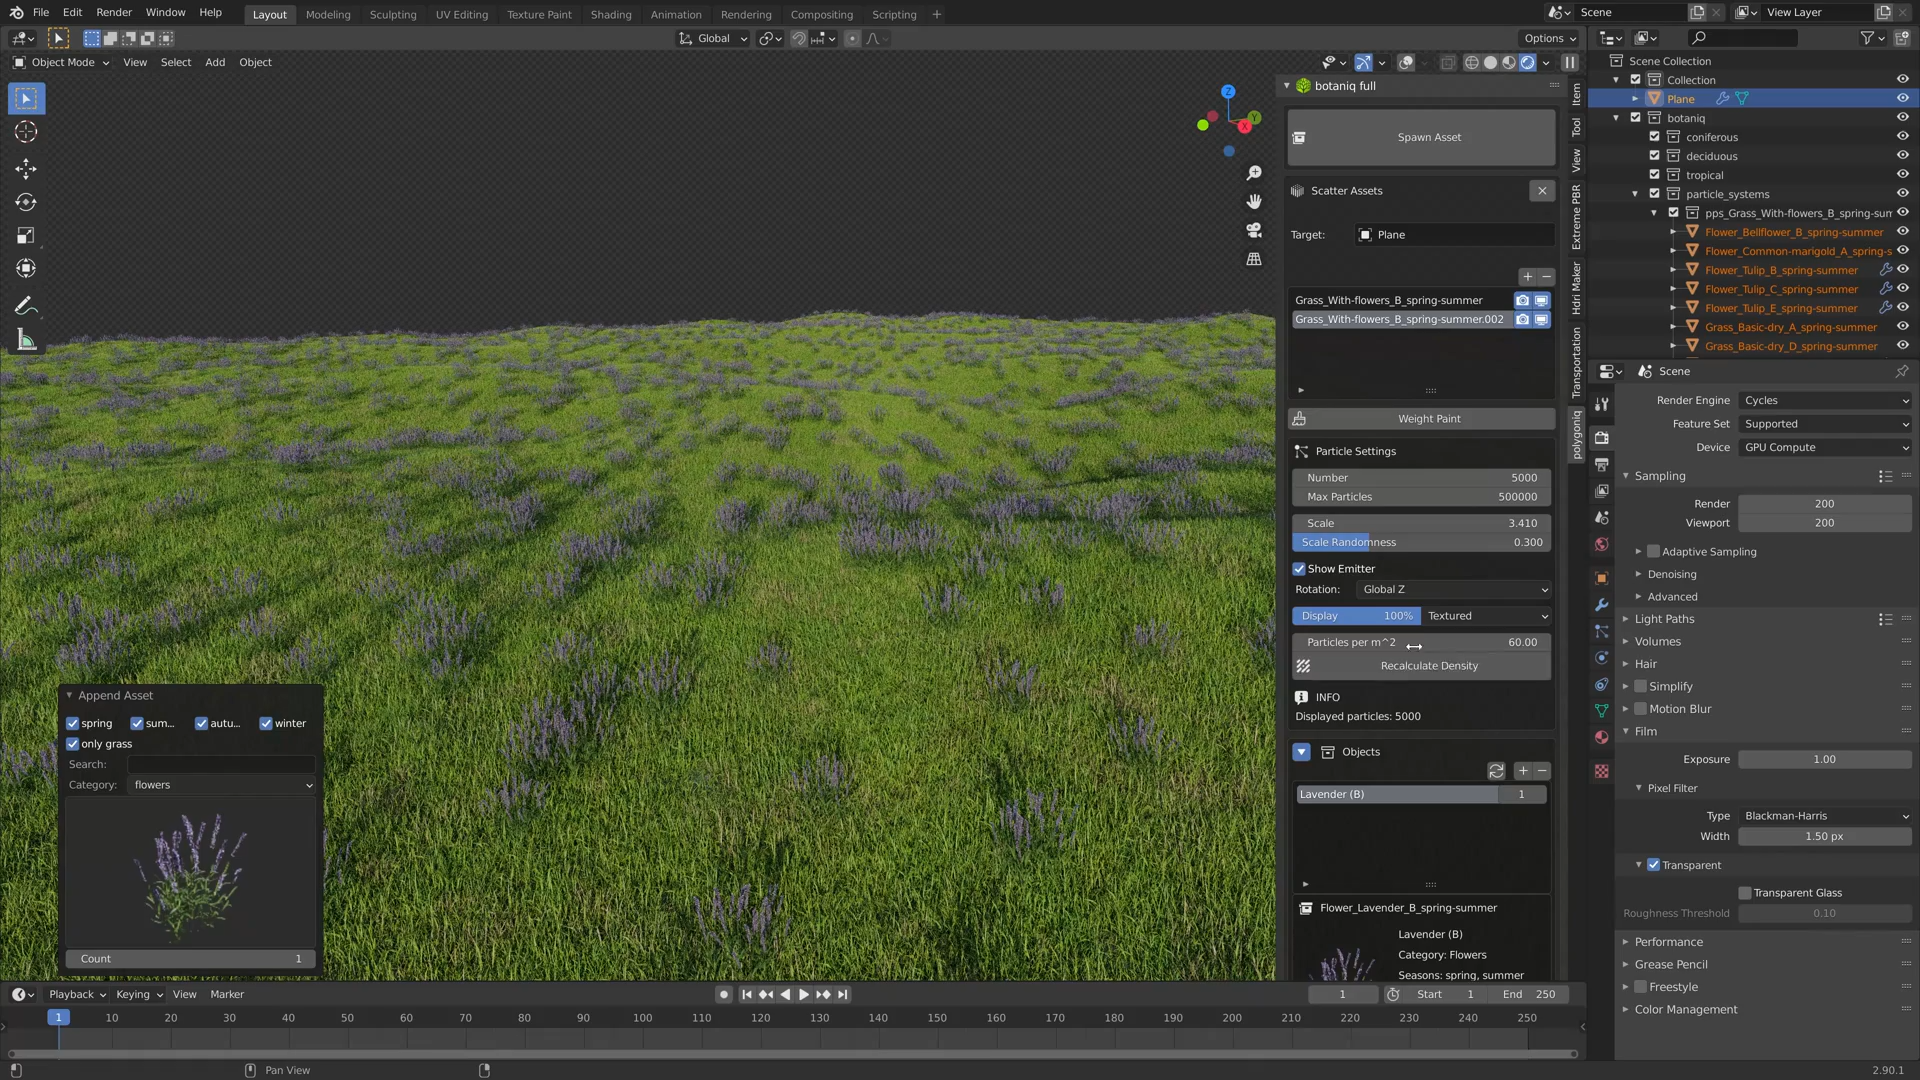 File Edit Render Window Help
Layout Modeling Sculpting UV Editing Texture Paint Shading Animation Rendering Compositing Scripting +
Scene View Layer
Global Options
Object Mode View Select Add Object
Z
Y
X
botaniq full
Spawn Asset
Scatter Assets
Target: Plane
Grass_With-flowers_B_spring-summer
Grass_With-flowers_B_spring-summer.002
Weight Paint
Particle Settings
Number 5000
Max Particles 500000
Scale 3.410
Scale Randomness 0.300
Show Emitter
Rotation: Global Z
Display 100% Textured
Particles per m^2 60.00
Recalculate Density
INFO
Displayed particles: 5000
Objects
Lavender (B) 1
Flower_Lavender_B_spring-summer
Lavender (B)
Category: Flowers
Seasons: spring, summer
Item
Tool
View
Extreme PBR
Hdri Maker
Transportation
polygoniq
Scene Collection
Collection
Plane
botaniq
coniferous
deciduous
tropical
particle_systems
pps_Grass_With-flowers_B_spring-sum
Flower_Bellflower_B_spring-summer
Flower_Common-marigold_A_spring-s
Flower_Tulip_B_spring-summer
Flower_Tulip_C_spring-summer
Flower_Tulip_E_spring-summer
Grass_Basic-dry_A_spring-summer
Grass_Basic-dry_D_spring-summer
Scene
Render Engine Cycles
Feature Set Supported
Device GPU Compute
Sampling
Render 200
Viewport 200
Adaptive Sampling
Denoising
Advanced
Light Paths
Volumes
Hair
Simplify
Motion Blur
Film
Exposure 1.00
Pixel Filter
Type Blackman-Harris
Width 1.50 px
Transparent
Transparent Glass
Roughness Threshold 0.10
Performance
Grease Pencil
Freestyle
Color Management
Append Asset
spring sum... autu... winter
only grass
Search:
Category: flowers
Count 1
Playback Keying View Marker
1 Start 1 End 250
1 10 20 30 40 50 60 70 80 90 100 110 120 130 140 150 160 170 180 190 200 210 220 230 240 250
Pan View
2.90.1